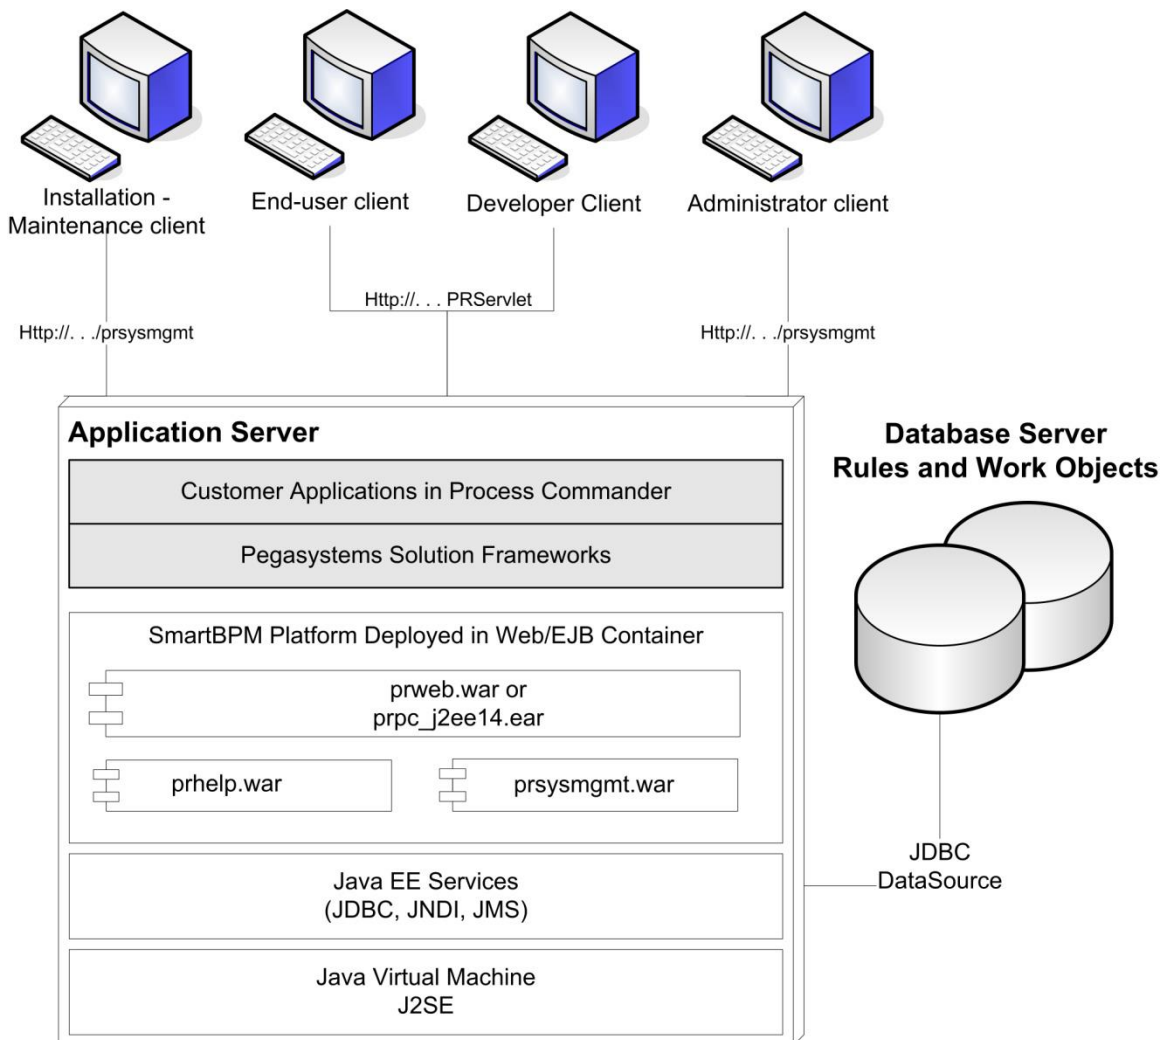 Installation -
Maintenance client
End-user client
Developer Client
Administrator client
Http://. . . PRServlet
Http://. . ./prsysmgmt
Http://. . ./prsysmgmt
Application Server
Customer Applications in Process Commander
Pegasystems Solution Frameworks
SmartBPM Platform Deployed in Web/EJB Container
prweb.war or
prpc_j2ee14.ear
prhelp.war
prsysmgmt.war
Java EE Services
(JDBC, JNDI, JMS)
Java Virtual Machine
J2SE
Database Server
Rules and Work Objects
JDBC
DataSource